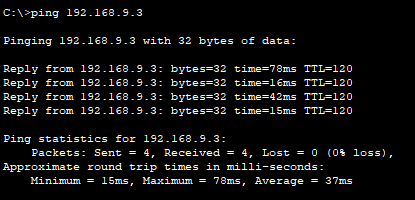 C:\>ping 192.168.9.3
Pinging 192.168.9.3 with 32 bytes of data:
Reply from 192.168.9.3: bytes=32 time=78ms TTL=120
Reply from 192.168.9.3: bytes=32 time=16ms TTL=120
Reply from 192.168.9.3: bytes=32 time=42ms TTL=120
Reply from 192.168.9.3: bytes=32 time=15ms TTL=120
Ping statistics for 192.168.9.3:
Packets: Sent = 4, Received = 4, Lost = 0 (0% loss),
Approximate round trip times in milli-seconds:
Minimum = 15ms, Maximum = 78ms, Average = 37ms